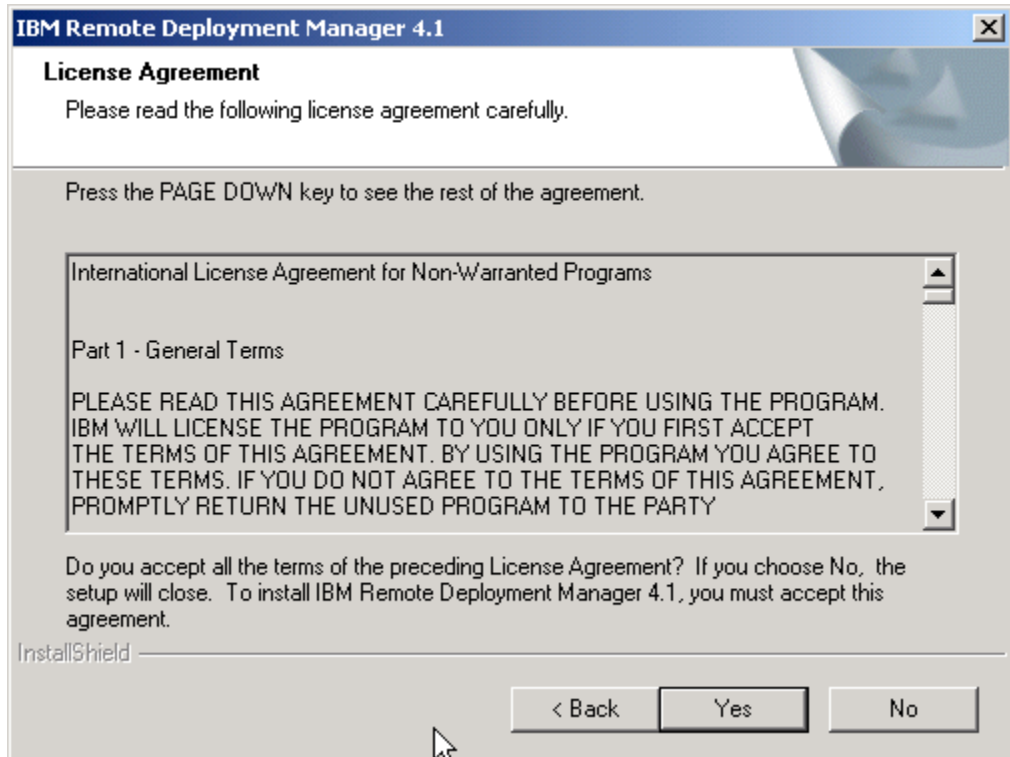 IBM Remote Deployment Manager 4.1
License Agreement
Please read the following license agreement carefully.
Press the PAGE DOWN key to see the rest of the agreement.
International License Agreement for Non-Warranted Programs
Part 1 - General Terms
PLEASE READ THIS AGREEMENT CAREFULLY BEFORE USING THE PROGRAM.
IBM WILL LICENSE THE PROGRAM TO YOU ONLY IF YOU FIRST ACCEPT
THE TERMS OF THIS AGREEMENT. BY USING THE PROGRAM YOU AGREE TO
THESE TERMS. IF YOU DO NOT AGREE TO THE TERMS OF THIS AGREEMENT,
PROMPTLY RETURN THE UNUSED PROGRAM TO THE PARTY
Do you accept all the terms of the preceding License Agreement?  If you choose No,  the
setup will close.  To install IBM Remote Deployment Manager 4.1, you must accept this
agreement.
InstallShield
< Back Yes No